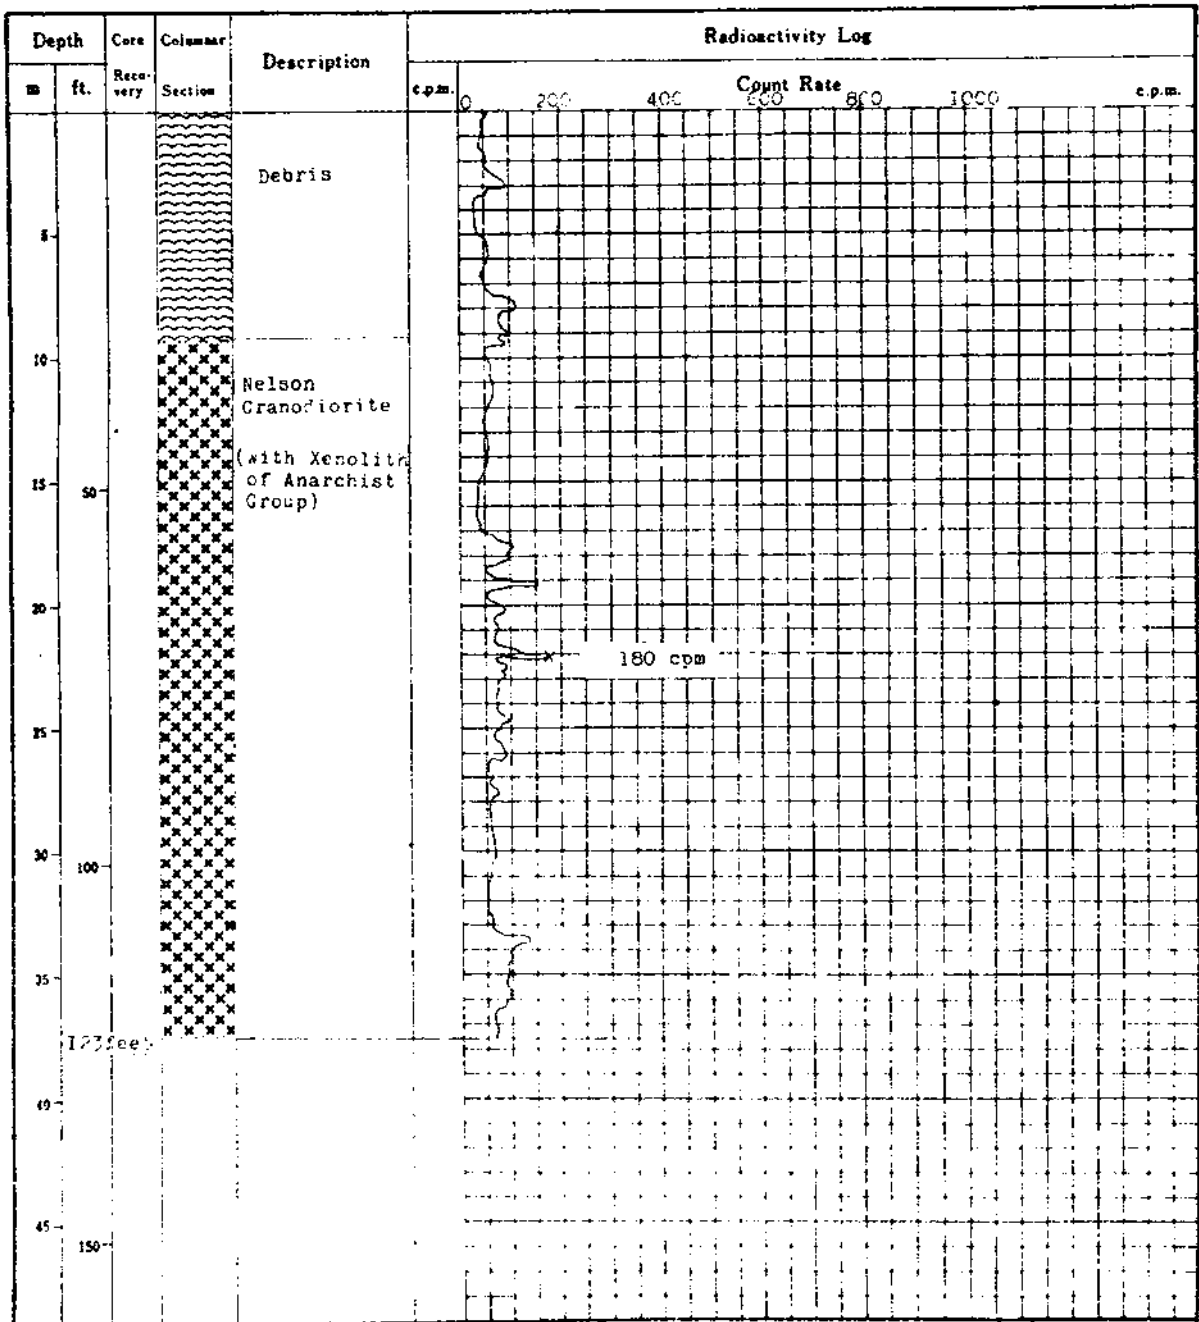 Depth
Core Recovery
Columnar Section
Description
Radioactivity Log
m
ft.
c.p.m.
Count Rate
c.p.m.
0 200 400 600 800 1000
Debris
5
10
Nelson
Granodiorite
(with Xenolith
of Anarchist
Group)
15
50
20
180 cpm
25
30
100
35
123feet
40
45
150